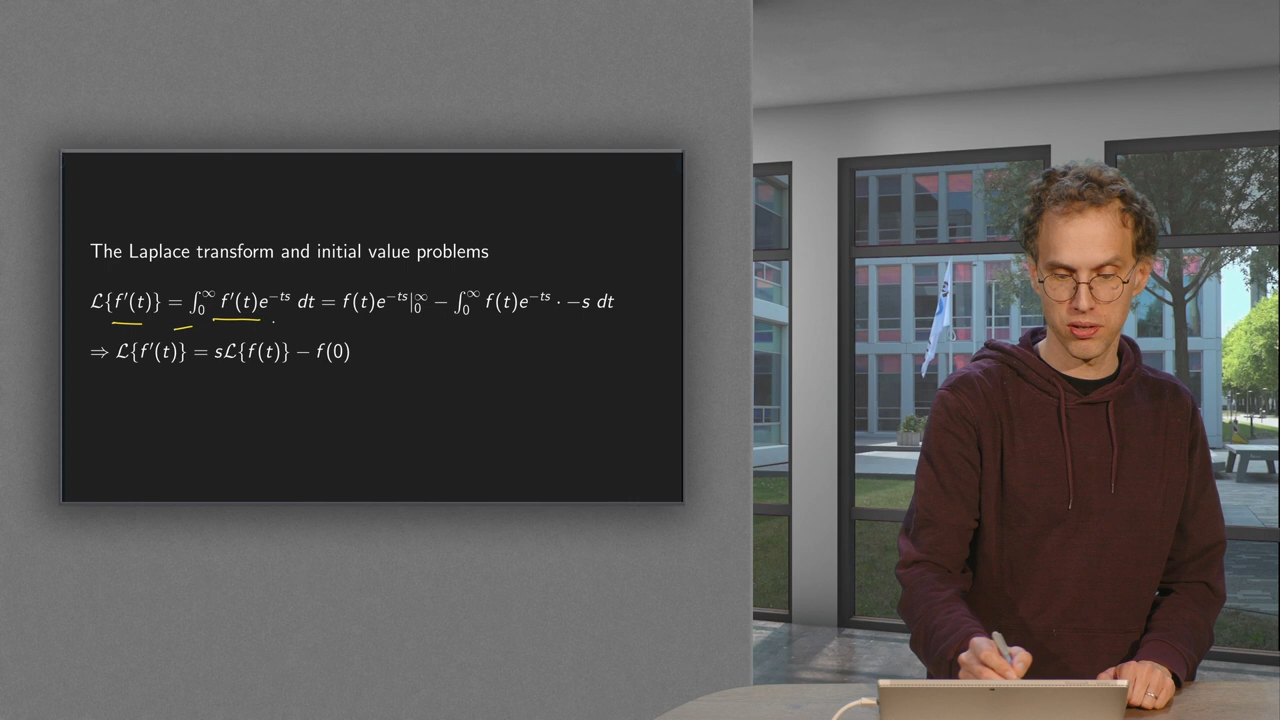 The Laplace transform and initial value problems
ℒ{f′(t)} = ∫₀^∞ f′(t)e^{−ts} dt = f(t)e^{−ts}|₀^∞ − ∫₀^∞ f(t)e^{−ts} · −s dt
⇒ ℒ{f′(t)} = sℒ{f(t)} − f(0)